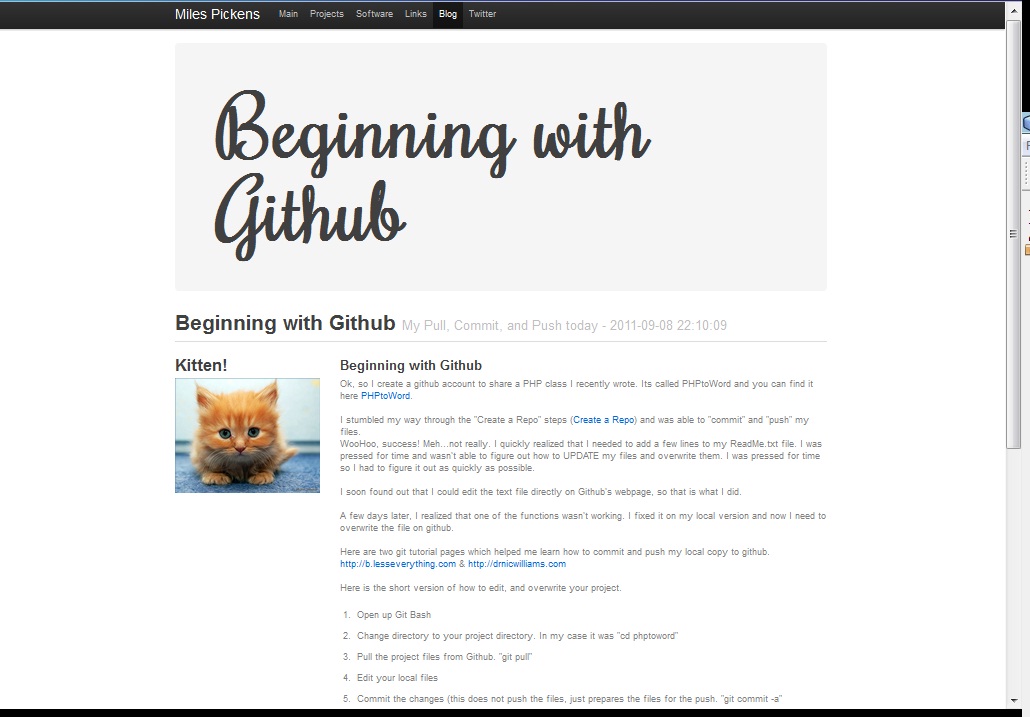 Miles Pickens Main Projects Software Links Blog Twitter
Beginning with
Github
Beginning with Github My Pull, Commit, and Push today - 2011-09-08 22:10:09
Kitten!
Beginning with Github
Ok, so I create a github account to share a PHP class I recently wrote. Its called PHPtoWord and you can find it
here PHPtoWord.
I stumbled my way through the "Create a Repo" steps (Create a Repo) and was able to "commit" and "push" my
files.
WooHoo, success! Meh...not really. I quickly realized that I needed to add a few lines to my ReadMe.txt file. I was
pressed for time and wasn't able to figure out how to UPDATE my files and overwrite them. I was pressed for time
so I had to figure it out as quickly as possible.
I soon found out that I could edit the text file directly on Github's webpage, so that is what I did.
A few days later, I realized that one of the functions wasn't working. I fixed it on my local version and now I need to
overwrite the file on github.
Here are two git tutorial pages which helped me learn how to commit and push my local copy to github.
http://b.lesseverything.com & http://drnicwilliams.com
Here is the short version of how to edit, and overwrite your project.
1. Open up Git Bash
2. Change directory to your project directory. In my case it was "cd phptoword"
3. Pull the project files from Github. "git pull"
4. Edit your local files
5. Commit the changes (this does not push the files, just prepares the files for the push. "git commit -a"